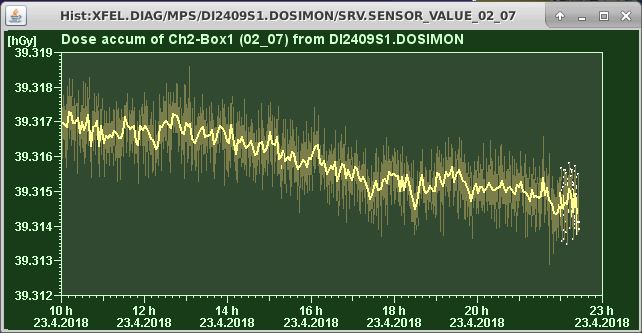 Hist:XFEL.DIAG/MPS/DI2409S1.DOSIMON/SRV.SENSOR_VALUE_02_07
[hGy] Dose accum of Ch2-Box1 (02_07) from DI2409S1.DOSIMON
39.319
39.318
39.317
39.316
39.315
39.314
39.313
39.312
10 h 12 h 14 h 16 h 18 h 20 h 23 h
23.4.2018 23.4.2018 23.4.2018 23.4.2018 23.4.2018 23.4.2018 23.4.2018